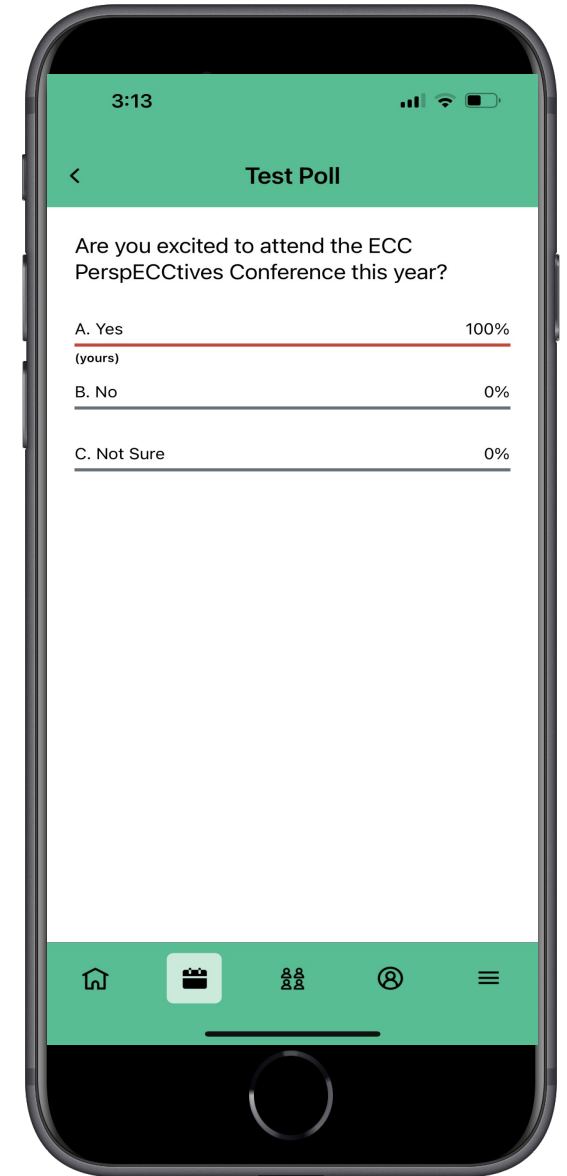 3:13
Test Poll
Are you excited to attend the ECC
PerspECCtives Conference this year?
A. Yes 100%
(yours)
B. No 0%
C. Not Sure 0%